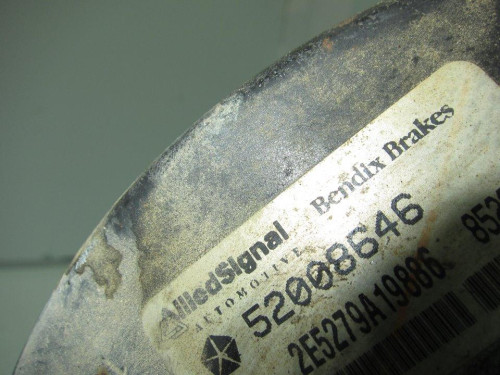 AlliedSignal Bendix Brakes
AUTOMOTIVE
52008646
2E5279A19886